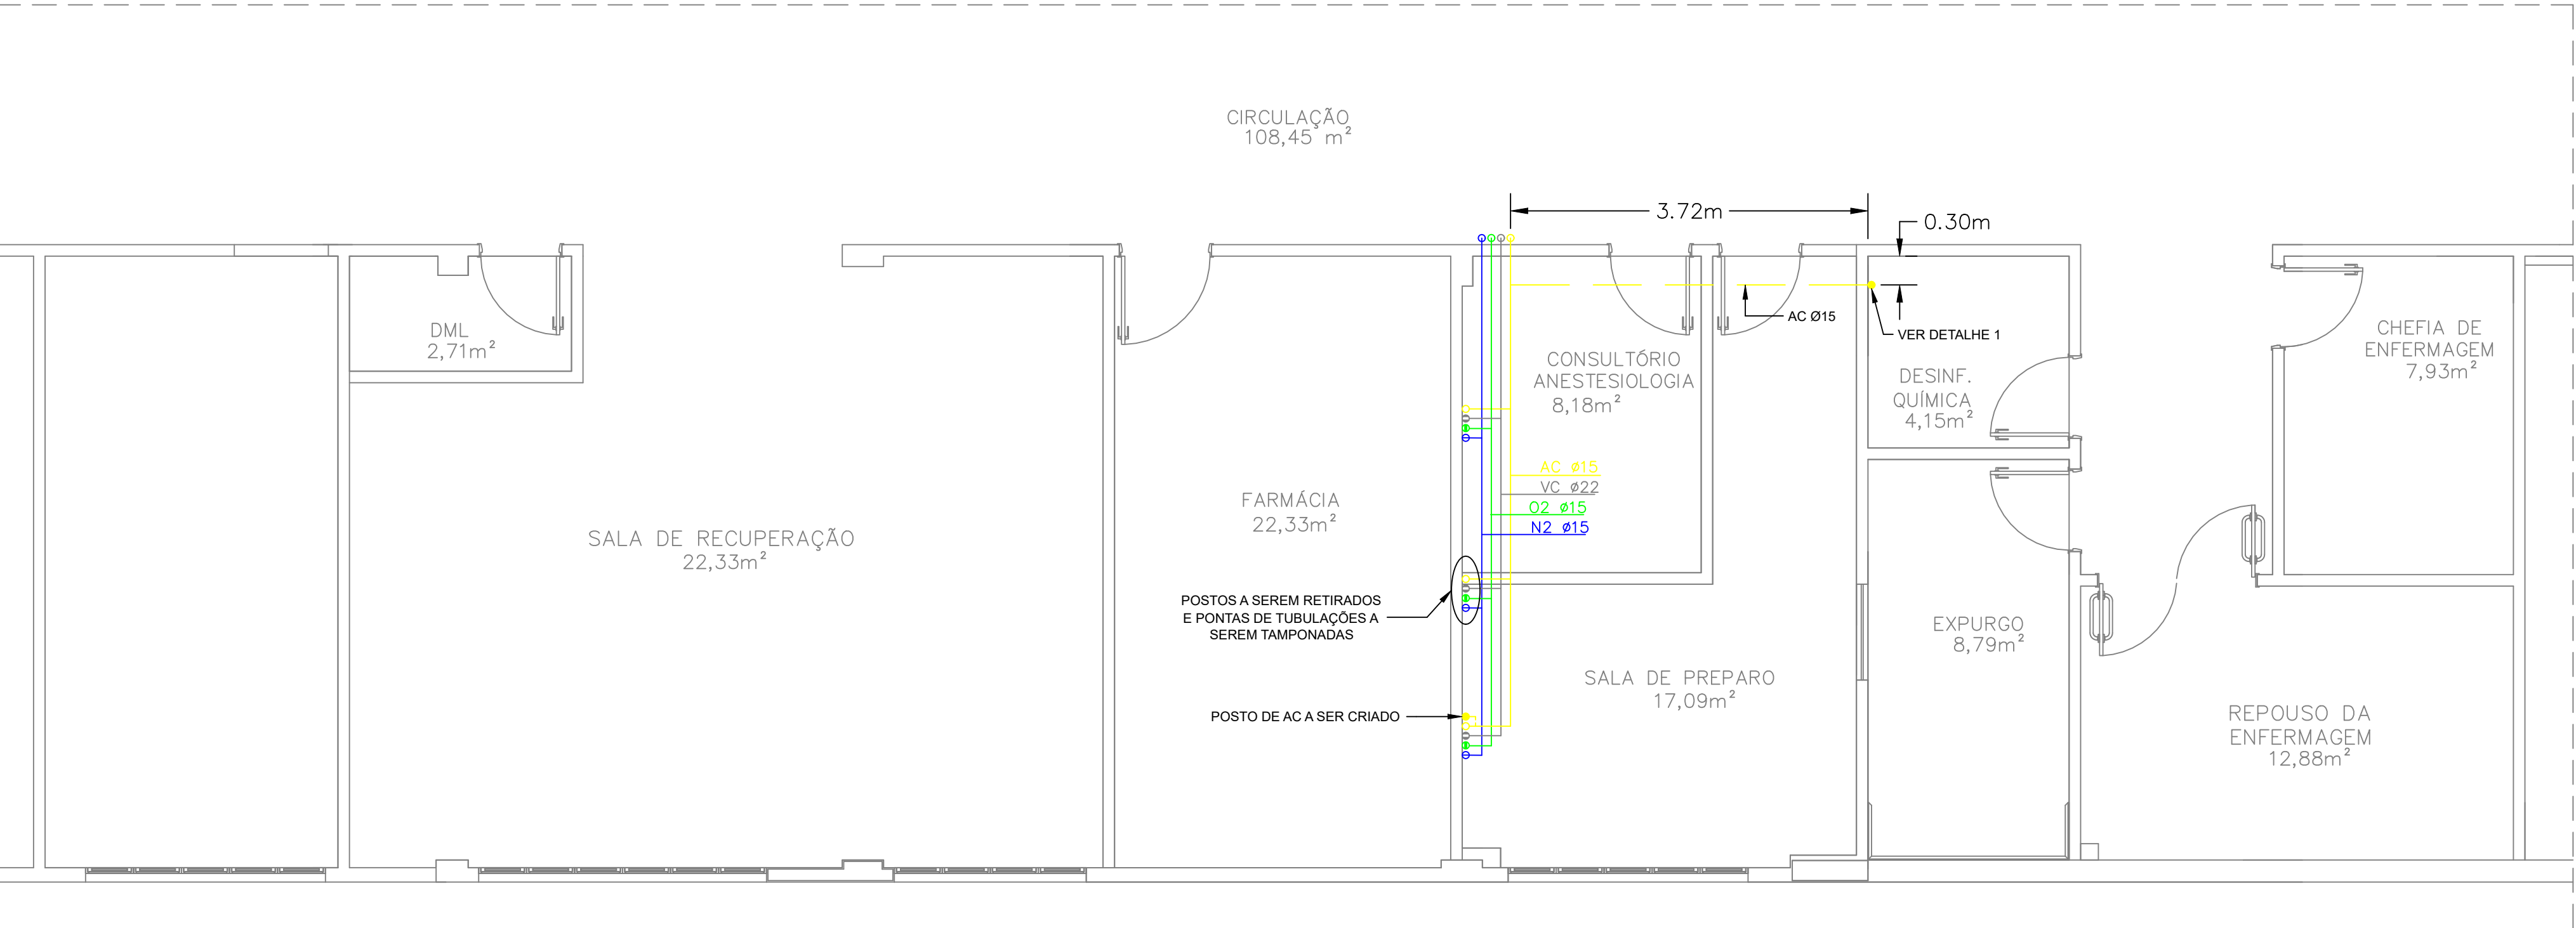 CIRCULAÇÃO
108,45 m²
3.72m
0.30m
AC Ø15
VER DETALHE 1
DML
2,71m²
CONSULTÓRIO
ANESTESIOLOGIA
8,18m²
DESINF.
QUÍMICA
4,15m²
CHEFIA DE
ENFERMAGEM
7,93m²
AC ø15
VC ø22
O2 ø15
N2 ø15
FARMÁCIA
22,33m²
SALA DE RECUPERAÇÃO
22,33m²
POSTOS A SEREM RETIRADOS
E PONTAS DE TUBULAÇÕES A
SEREM TAMPONADAS
EXPURGO
8,79m²
SALA DE PREPARO
17,09m²
POSTO DE AC A SER CRIADO
REPOUSO DA
ENFERMAGEM
12,88m²